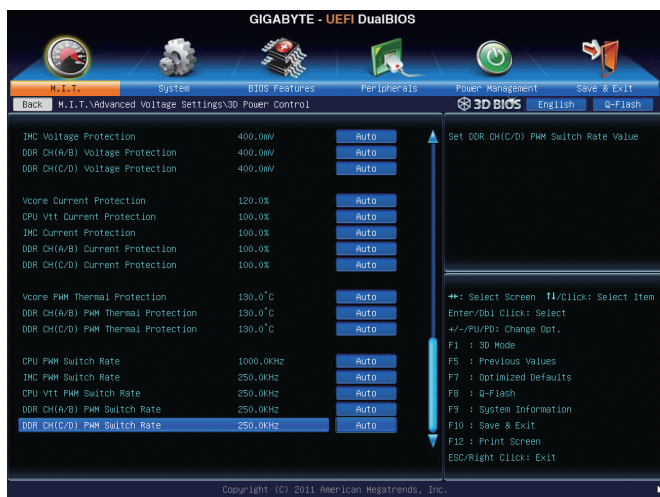 GIGABYTE - UEFI DualBIOS
M.I.T. System BIOS Features Peripherals Power Management Save & Exit
Back M.I.T.\Advanced Voltage Settings\3D Power Control 3D BIOS English Q-Flash
IMC Voltage Protection 400.0mV Auto
DDR CH(A/B) Voltage Protection 400.0mV Auto
DDR CH(C/D) Voltage Protection 400.0mV Auto
Vcore Current Protection 120.0% Auto
CPU Vtt Current Protection 100.0% Auto
IMC Current Protection 100.0% Auto
DDR CH(A/B) Current Protection 100.0% Auto
DDR CH(C/D) Current Protection 100.0% Auto
Vcore PWM Thermal Protection 130.0°C Auto
DDR CH(A/B) PWM Thermal Protection 130.0°C Auto
DDR CH(C/D) PWM Thermal Protection 130.0°C Auto
CPU PWM Switch Rate 1000.0KHz Auto
IMC PWM Switch Rate 250.0KHz Auto
CPU Vtt PWM Switch Rate 250.0KHz Auto
DDR CH(A/B) PWM Switch Rate 250.0KHz Auto
DDR CH(C/D) PWM Switch Rate 250.0KHz Auto
Set DDR CH(C/D) PWM Switch Rate Value
→←: Select Screen ↑↓/Click: Select Item
Enter/Dbl Click: Select
+/-/PU/PD: Change Opt.
F1 : 3D Mode
F5 : Previous Values
F7 : Optimized Defaults
F8 : Q-Flash
F9 : System Information
F10 : Save & Exit
F12 : Print Screen
ESC/Right Click: Exit
Copyright (C) 2011 American Megatrends, Inc.